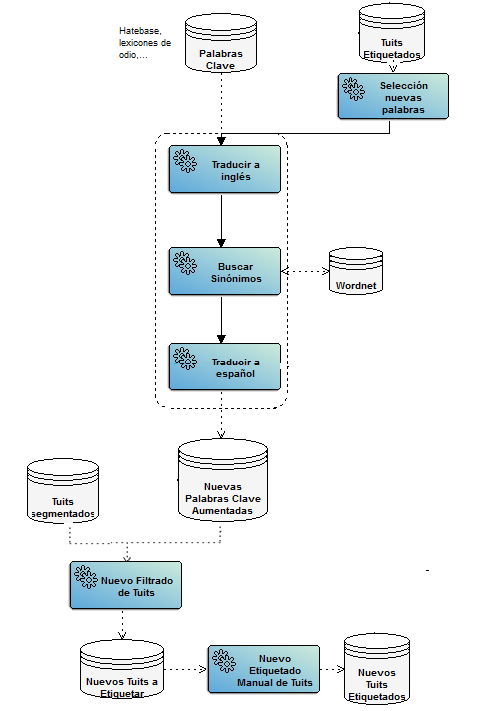 Hatebase,
lexicones de
odio,...
Palabras
Clave
Tuits
Etiquetados
Selección
nuevas
palabras
Traducir a
inglés
Buscar
Sinónimos
Wordnet
Traducir a
español
Nuevas
Palabras Clave
Aumentadas
Tuits
segmentados
Nuevo Filtrado
de Tuits
Nuevos Tuits a
Etiquetar
Nuevo
Etiquetado
Manual de Tuits
Nuevos
Tuits
Etiquetados